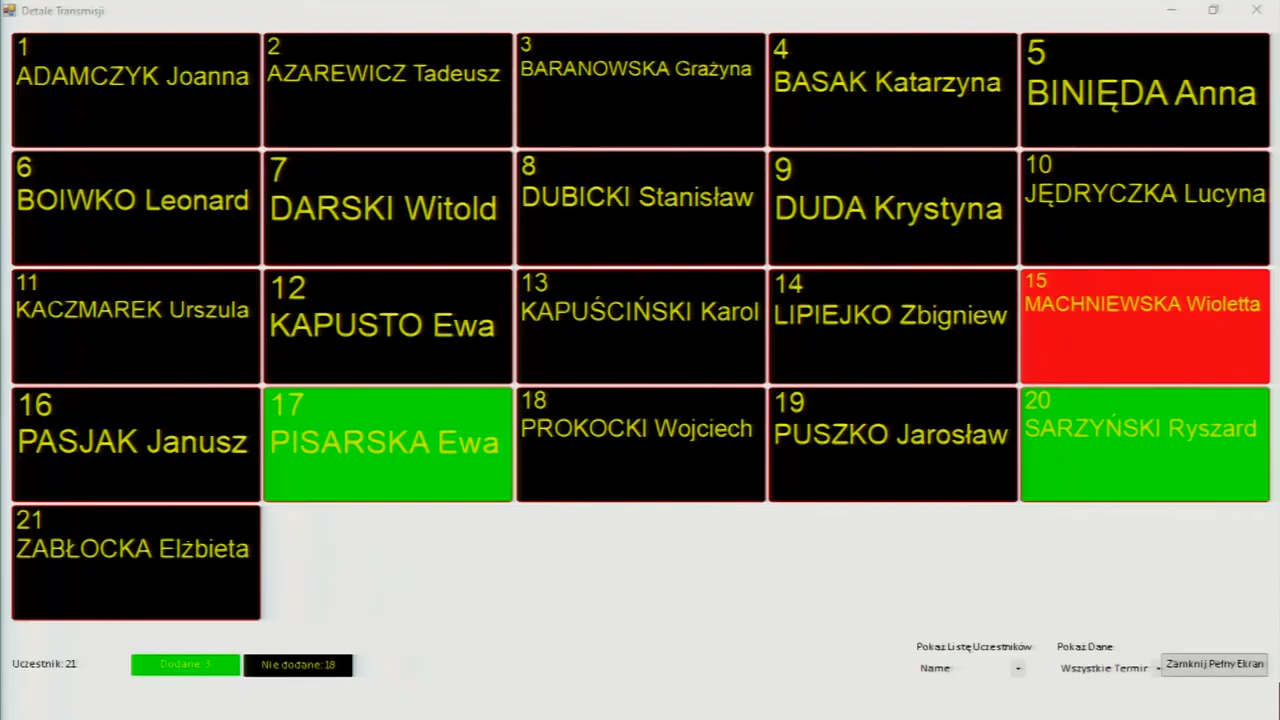 Detale Transmisji
1
ADAMCZYK Joanna
2
AZAREWICZ Tadeusz
3
BARANOWSKA Grażyna
4
BASAK Katarzyna
5
BINIĘDA Anna
6
BOIWKO Leonard
7
DARSKI Witold
8
DUBICKI Stanisław
9
DUDA Krystyna
10
JĘDRYCZKA Lucyna
11
KACZMAREK Urszula
12
KAPUSTO Ewa
13
KAPUŚCIŃSKI Karol
14
LIPIEJKO Zbigniew
15
MACHNIEWSKA Wioletta
16
PASJAK Janusz
17
PISARSKA Ewa
18
PROKOCKI Wojciech
19
PUSZKO Jarosław
20
SARZYŃSKI Ryszard
21
ZABŁOCKA Elżbieta
Uczestnik: 21
Dodane: 3
Nie dodane: 18
Pokaz Listę Uczestników
Name
Pokaz Dane
Wszystkie Termir
Zamknij Pełny Ekran